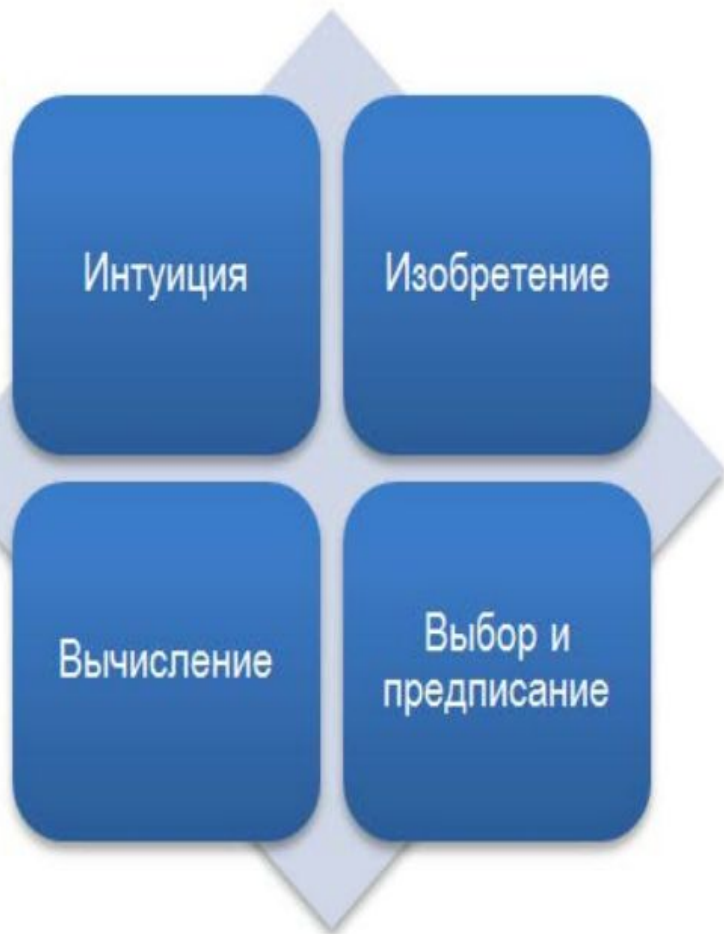 Интуиция
Изобретение
Вычисление
Выбор и
предписание